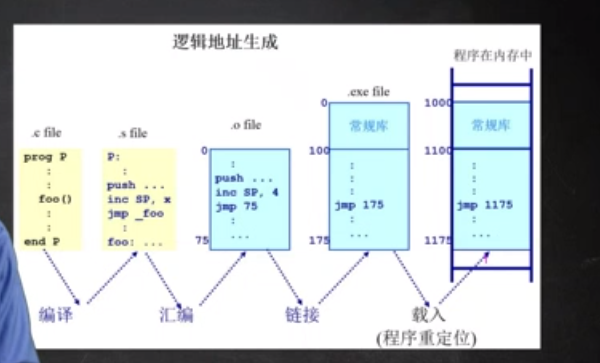 逻辑地址生成
程序在内存中
.c file
.s file
.o file
.exe file
prog P
:
:
foo()
:
:
end P
P:
:
push ...
inc SP, x
jmp _foo
:
foo: ...
0
:
push ...
inc SP, 4
jmp 75
:
...
75
0
常规库
100
:
:
:
jmp 175
:
...
175
1000
常规库
1100
:
:
:
jmp 1175
:
...
1175
编译
汇编
链接
载入
(程序重定位)